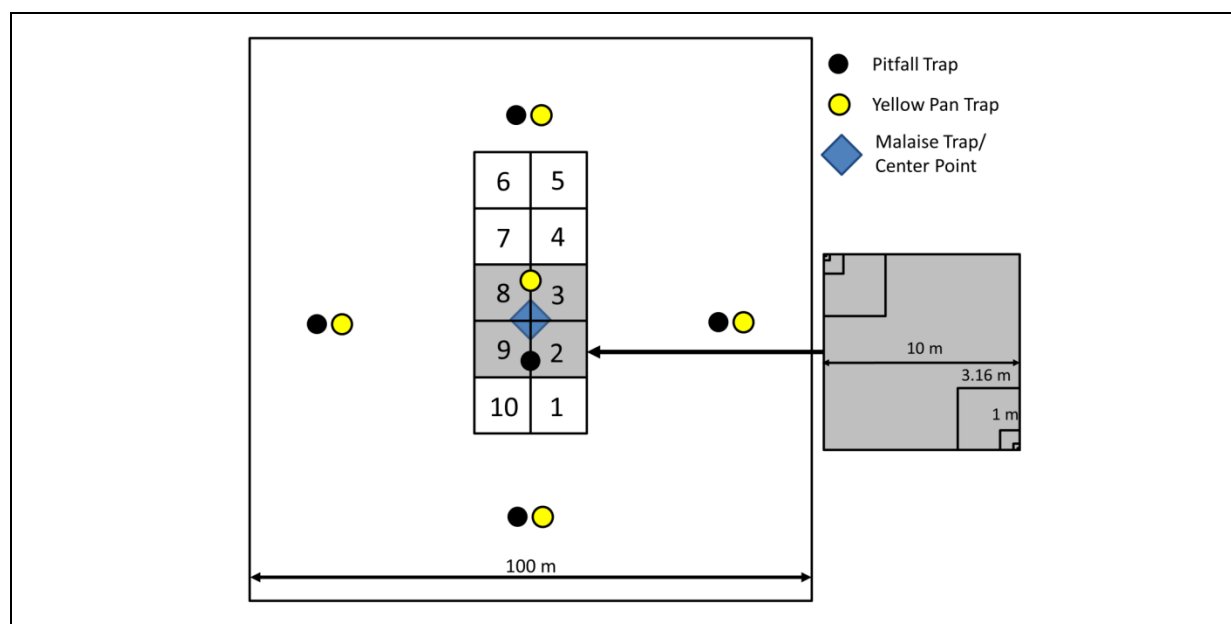 Pitfall Trap
Yellow Pan Trap
Malaise Trap/
Center Point
6 5
7 4
8 3
9 2
10 1
10 m
3.16 m
1 m
100 m